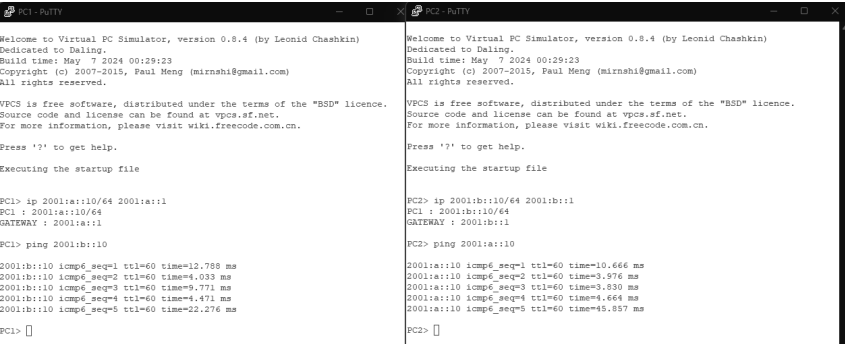 PC1 - PuTTY
Welcome to Virtual PC Simulator, version 0.8.4 (by Leonid Chashkin)
Dedicated to Daling.
Build time: May  7 2024 00:29:23
Copyright (c) 2007-2015, Paul Meng (mirnshi@gmail.com)
All rights reserved.
VPCS is free software, distributed under the terms of the "BSD" licence.
Source code and license can be found at vpcs.sf.net.
For more information, please visit wiki.freecode.com.cn.
Press '?' to get help.
Executing the startup file
PC1> ip 2001:a::10/64 2001:a::1
PC1 : 2001:a::10/64
GATEWAY : 2001:a::1
PC1> ping 2001:b::10
2001:b::10 icmp6_seq=1 ttl=60 time=12.788 ms
2001:b::10 icmp6_seq=2 ttl=60 time=4.033 ms
2001:b::10 icmp6_seq=3 ttl=60 time=9.771 ms
2001:b::10 icmp6_seq=4 ttl=60 time=4.471 ms
2001:b::10 icmp6_seq=5 ttl=60 time=22.276 ms
PC1>
PC2 - PuTTY
Welcome to Virtual PC Simulator, version 0.8.4 (by Leonid Chashkin)
Dedicated to Daling.
Build time: May  7 2024 00:29:23
Copyright (c) 2007-2015, Paul Meng (mirnshi@gmail.com)
All rights reserved.
VPCS is free software, distributed under the terms of the "BSD" licence.
Source code and license can be found at vpcs.sf.net.
For more information, please visit wiki.freecode.com.cn.
Press '?' to get help.
Executing the startup file
PC2> ip 2001:b::10/64 2001:b::1
PC1 : 2001:b::10/64
GATEWAY : 2001:b::1
PC2> ping 2001:a::10
2001:a::10 icmp6_seq=1 ttl=60 time=10.666 ms
2001:a::10 icmp6_seq=2 ttl=60 time=3.976 ms
2001:a::10 icmp6_seq=3 ttl=60 time=3.830 ms
2001:a::10 icmp6_seq=4 ttl=60 time=4.664 ms
2001:a::10 icmp6_seq=5 ttl=60 time=45.857 ms
PC2>